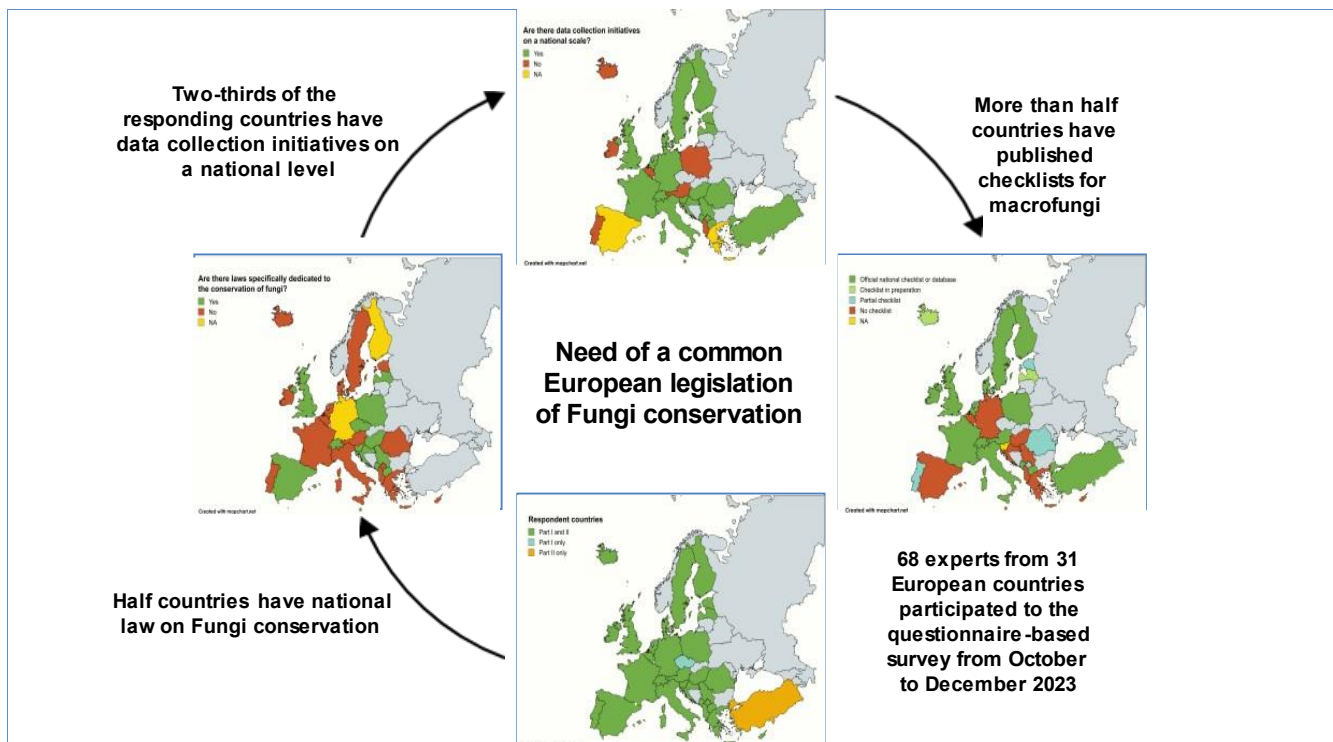 Are there data collection initiatives
on a national scale?
Yes
No
NA
Created with mapchart.net
Two-thirds of the
responding countries have
data collection initiatives on
a national level
More than half
countries have
published
checklists for
macrofungi
Are there laws specifically dedicated to
the conservation of fungi?
Yes
No
NA
Created with mapchart.net
Need of a common
European legislation
of Fungi conservation
Official national checklist or database
Checklist in preparation
Partial checklist
No checklist
NA
Created with mapchart.net
Respondent countries
Part I and II
Part I only
Part II only
Created with mapchart.net
Half countries have national
law on Fungi conservation
68 experts from 31
European countries
participated to the
questionnaire-based
survey from October
to December 2023